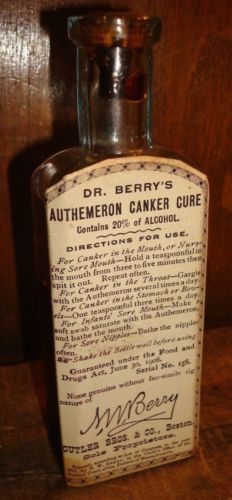 DR. BERRY'S
AUTHEMERON CANKER CURE
Contains 20% of ALCOHOL.
DIRECTIONS FOR USE.
For Canker in the Mouth, or Nurs-
ing Sore Mouth—Hold a teaspoonful in
the mouth from three to five minutes then
spit it out. Repeat often.
For Canker in the Throat—Gargle
with the Authemeron several times a day.
For Canker in the Stomach or Bow-
els—One teaspoonful three times a day.
For Infants' Sore Mouth—Make a
soft swab saturate with the Authemeron
and bathe the mouth.
For Sore Nipples—Bathe the nipples
often.
Shake the Bottle well before using
Guaranteed under the Food and
Drugs Act, June 30, 1906. Serial No. 158.
None genuine without fac-simile sig
nature of
M W Berry
CUTLER BROS. & CO., Boston.
Sole Proprietors.